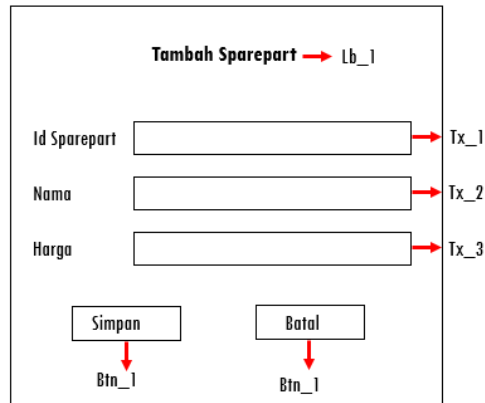 Tambah Sparepart Lb_1
Id Sparepart Tx_1
Nama Tx_2
Harga Tx_3
Simpan Batal
Btn_1 Btn_1